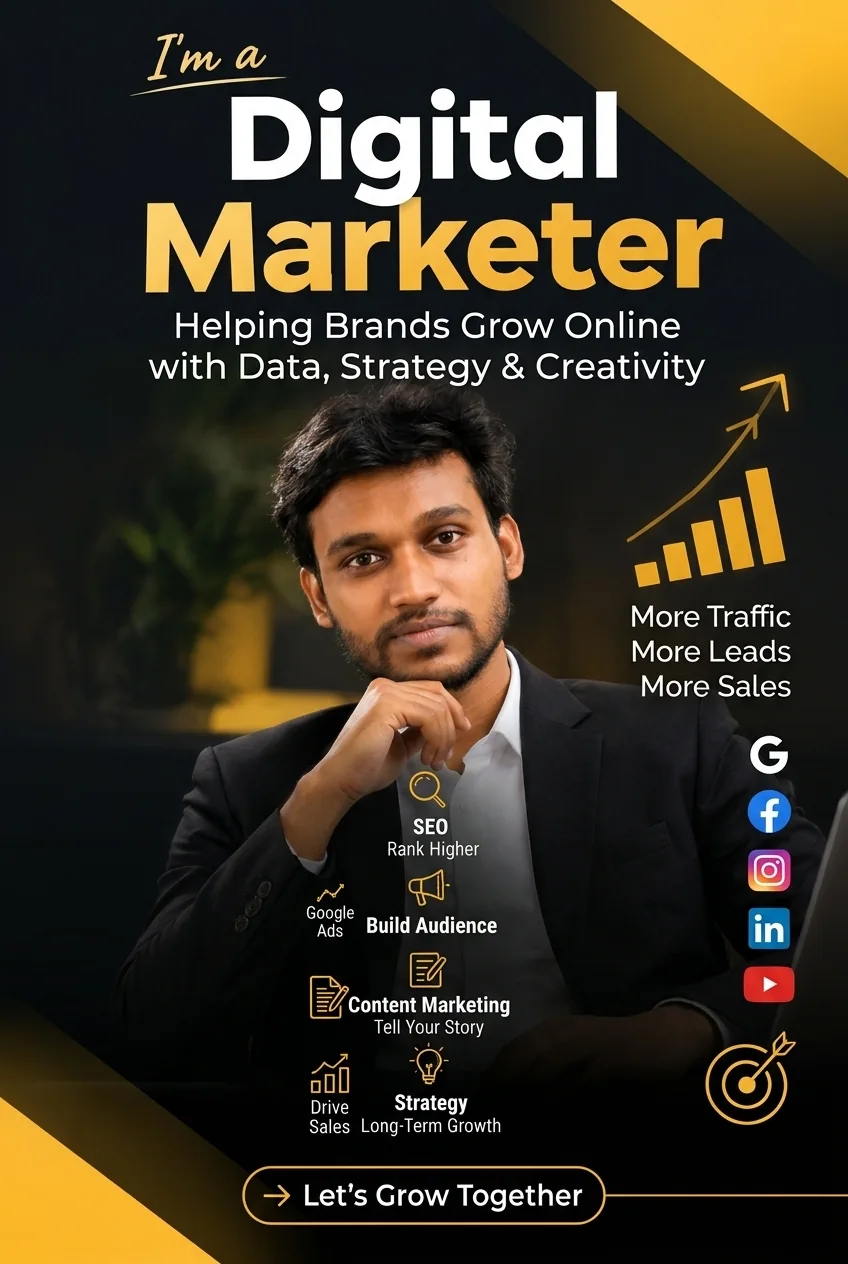 I'm a
Digital
Marketer
Helping Brands Grow Online
with Data, Strategy & Creativity
More Traffic
More Leads
More Sales
G
f
in
SEO
Rank Higher
Google
Ads
Build Audience
Content Marketing
Tell Your Story
Drive
Sales
Strategy
Long-Term Growth
Let's Grow Together